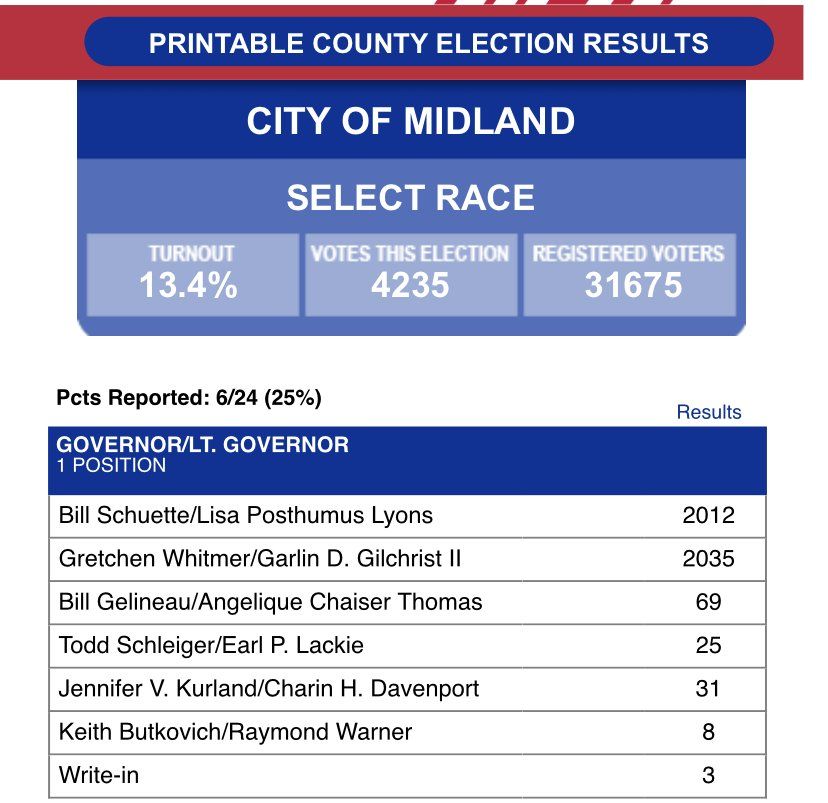 PRINTABLE COUNTY ELECTION RESULTS
CITY OF MIDLAND
SELECT RACE
TURNOUT VOTES THIS ELECTION REGISTERED VOTERS
13.4% 4235 31675
Pcts Reported: 6/24 (25%)
Results
GOVERNOR/LT. GOVERNOR
1 POSITION
Bill Schuette/Lisa Posthumus Lyons 2012
Gretchen Whitmer/Garlin D. Gilchrist II 2035
Bill Gelineau/Angelique Chaiser Thomas 69
Todd Schleiger/Earl P. Lackie 25
Jennifer V. Kurland/Charin H. Davenport 31
Keith Butkovich/Raymond Warner 8
Write-in 3